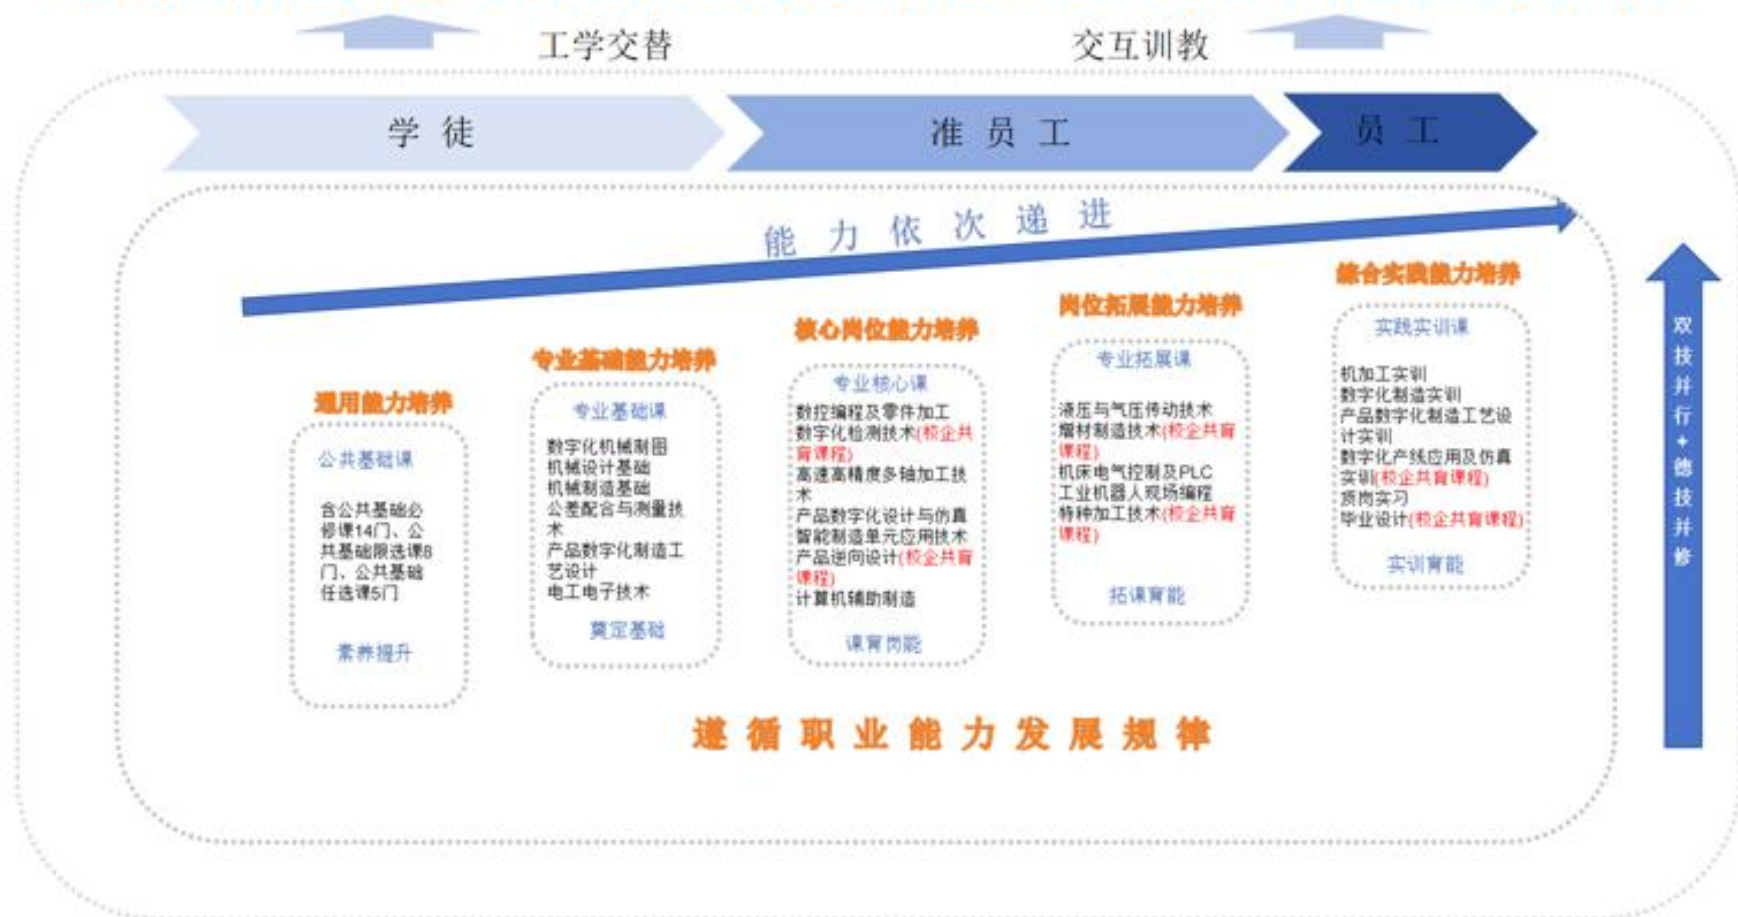 工学交替
交互训教
学徒
准员工
员工
能力依次递进
通用能力培养
公共基础课
含公共基础必
修课14门、公
共基础限选课8
门、公共基础
任选课5门
素养提升
专业基础能力培养
专业基础课
数字化机械制图
机械设计基础
机械制造基础
公差配合与测量技
术
产品数字化制造工
艺设计
电工电子技术
奠定基础
核心岗位能力培养
专业核心课
数控编程及零件加工
数字化检测技术(校企共
育课程)
高速高精度多轴加工技
术
产品数字化设计与仿真
智能制造单元应用技术
产品逆向设计(校企共育
课程)
计算机辅助制造
课育岗能
岗位拓展能力培养
专业拓展课
液压与气压传动技术
增材制造技术(校企共育
课程)
机床电气控制及PLC
工业机器人现场编程
特种加工技术(校企共育
课程)
拓课育能
综合实践能力培养
实践实训课
机加工实训
数字化制造实训
产品数字化制造工艺设
计实训
数字化产线应用及仿真
实训(校企共育课程)
顶岗实习
毕业设计(校企共育课程)
实训育能
双技并行+德技并修
遵循职业能力发展规律